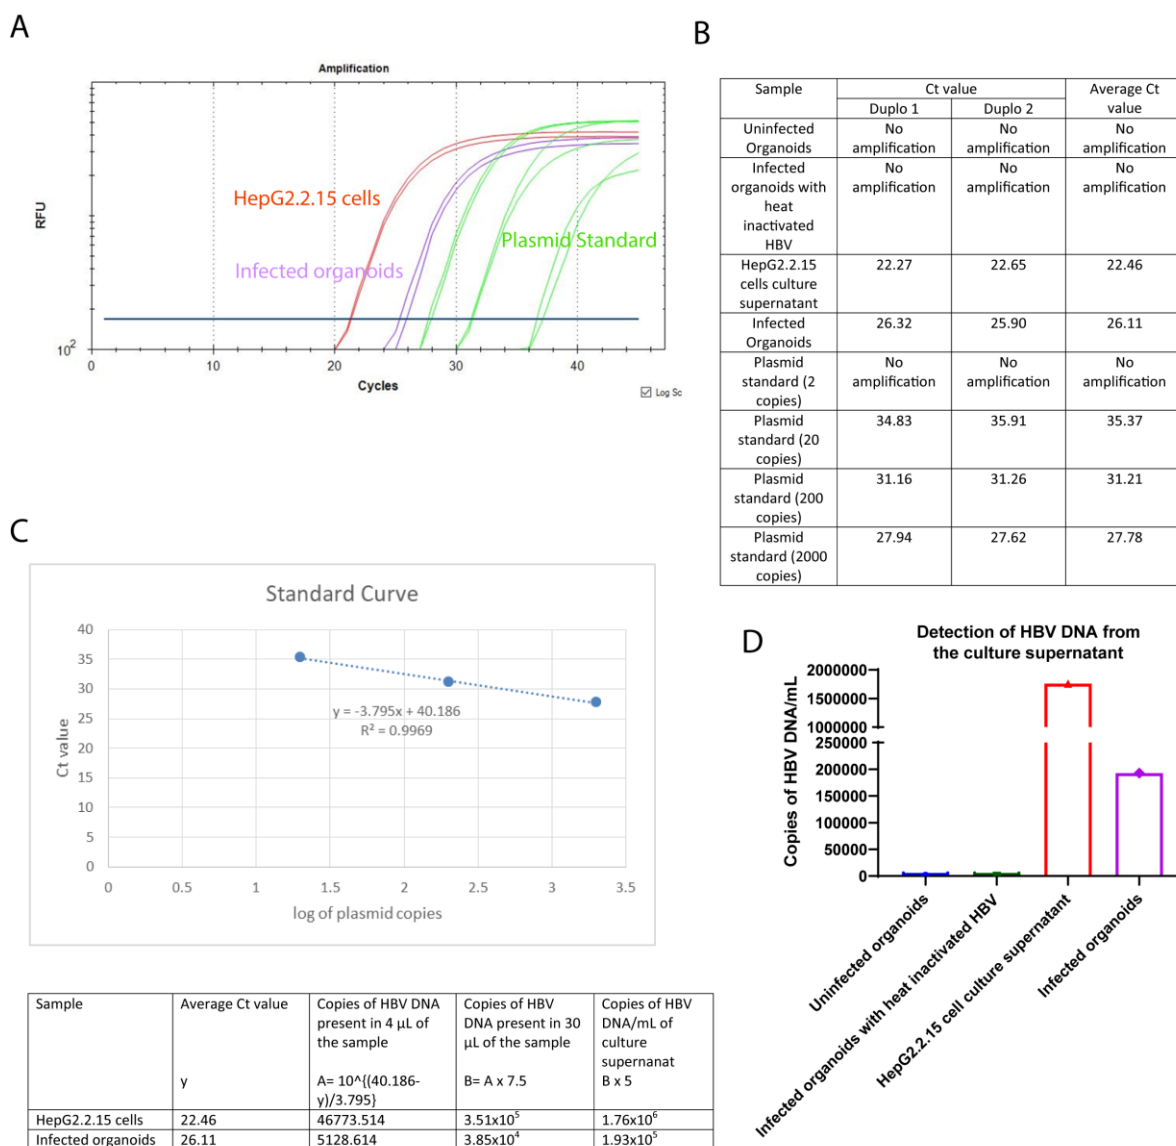 A
Amplification
RFU
HepG2.2.15 cells
Plasmid Standard
Infected organoids
10²
0
10
20
30
40
Cycles
Log Sc
B
Sample
Ct value
Average Ct
value
Duplo 1
Duplo 2
Uninfected
Organoids
No
amplification
No
amplification
No
amplification
Infected
organoids with
heat
inactivated
HBV
No
amplification
No
amplification
No
amplification
HepG2.2.15
cells culture
supernatant
22.27
22.65
22.46
Infected
Organoids
26.32
25.90
26.11
Plasmid
standard (2
copies)
No
amplification
No
amplification
No
amplification
Plasmid
standard (20
copies)
34.83
35.91
35.37
Plasmid
standard (200
copies)
31.16
31.26
31.21
Plasmid
standard (2000
copies)
27.94
27.62
27.78
C
Standard Curve
Ct value
40
35
30
25
20
15
10
5
0
y = -3.795x + 40.186
R² = 0.9969
0
0.5
1
1.5
2
2.5
3
3.5
log of plasmid copies
Sample
Average Ct value
y
Copies of HBV DNA
present in 4 µL of
the sample
A= 10^{(40.186-
y)/3.795}
Copies of HBV
DNA present in 30
µL of the sample
B= A x 7.5
Copies of HBV
DNA/mL of
culture
supernanat
B x 5
HepG2.2.15 cells
22.46
46773.514
3.51x10⁵
1.76x10⁶
Infected organoids
26.11
5128.614
3.85x10⁴
1.93x10⁵
D
Detection of HBV DNA from
the culture supernatant
Copies of HBV DNA/mL
2000000
1500000
1000000
250000
200000
150000
100000
50000
0
Uninfected organoids
Infected organoids with heat inactivated HBV
HepG2.2.15 cell culture supernatant
Infected organoids